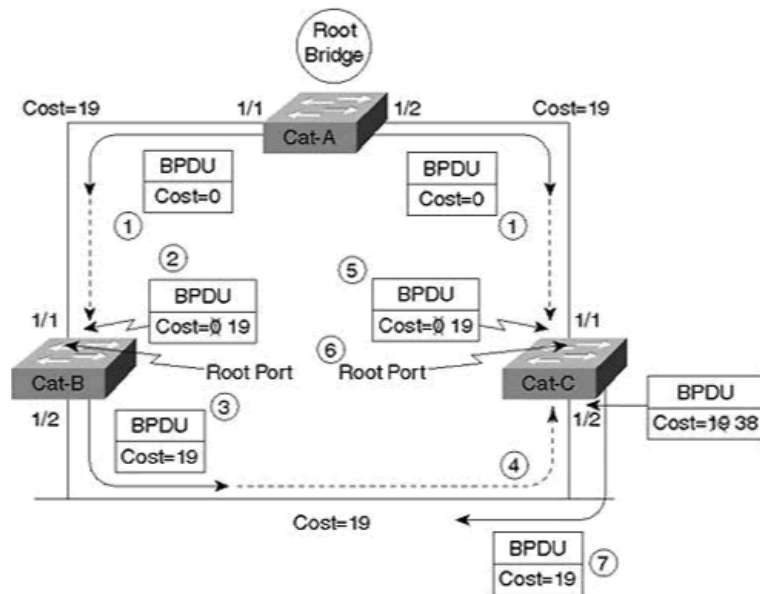 Root
Bridge
Cost=19
1/1
1/2
Cost=19
Cat-A
BPDU
Cost=0
BPDU
Cost=0
1
1
2
5
BPDU
Cost=0 19
BPDU
Cost=0 19
1/1
1/1
6
Root Port
Root Port
Cat-B
Cat-C
3
1/2
1/2
BPDU
Cost=19 38
BPDU
Cost=19
4
Cost=19
BPDU
Cost=19
7